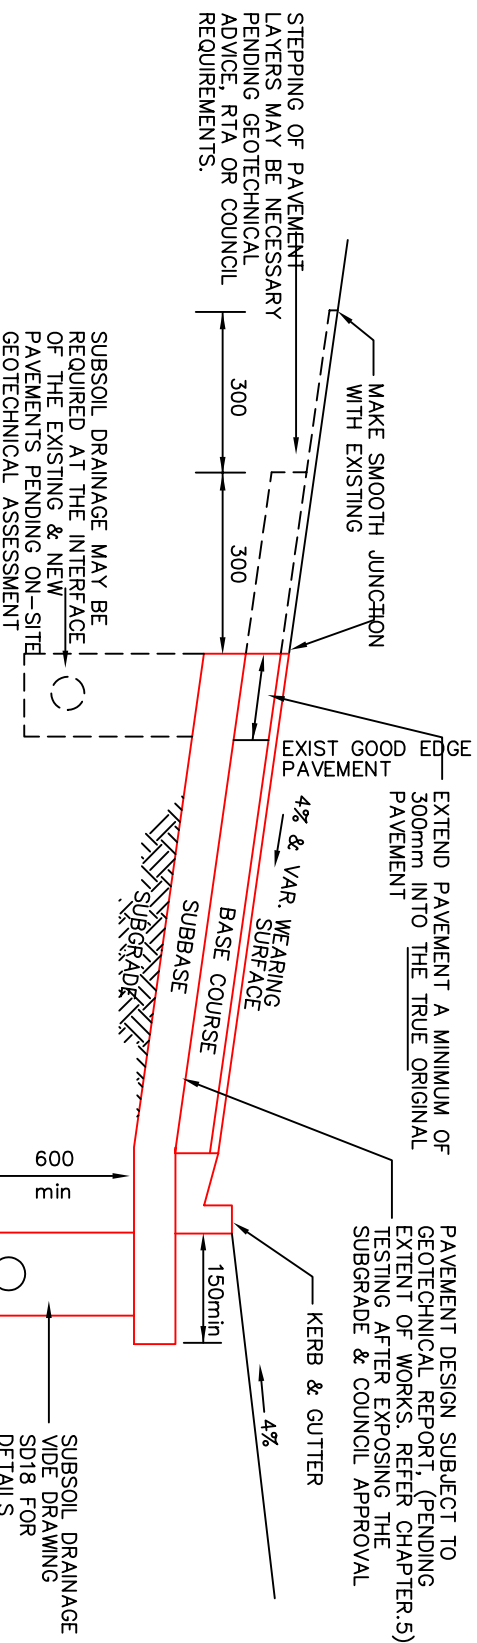 STEPPING OF PAVEMENT
LAYERS MAY BE NECESSARY
PENDING GEOTECHNICAL
ADVICE, RTA OR COUNCIL
REQUIREMENTS.
MAKE SMOOTH JUNCTION
WITH EXISTING
300
300
SUBSOIL DRAINAGE MAY BE
REQUIRED AT THE INTERFACE
OF THE EXISTING & NEW
PAVEMENTS PENDING ON-SITE
GEOTECHNICAL ASSESSMENT
EXIST GOOD EDGE
PAVEMENT
EXTEND PAVEMENT A MINIMUM OF
300mm INTO THE TRUE ORIGINAL
PAVEMENT
4% & VAR.
WEARING
SURFACE
BASE COURSE
SUBBASE
SUBGRADE
PAVEMENT DESIGN SUBJECT TO
GEOTECHNICAL REPORT, (PENDING
EXTENT OF WORKS. REFER CHAPTER.5)
TESTING AFTER EXPOSING THE
SUBGRADE & COUNCIL APPROVAL
KERB & GUTTER
4%
600
min
150min
SUBSOIL DRAINAGE
VIDE DRAWING
SD18 FOR
DETAILS